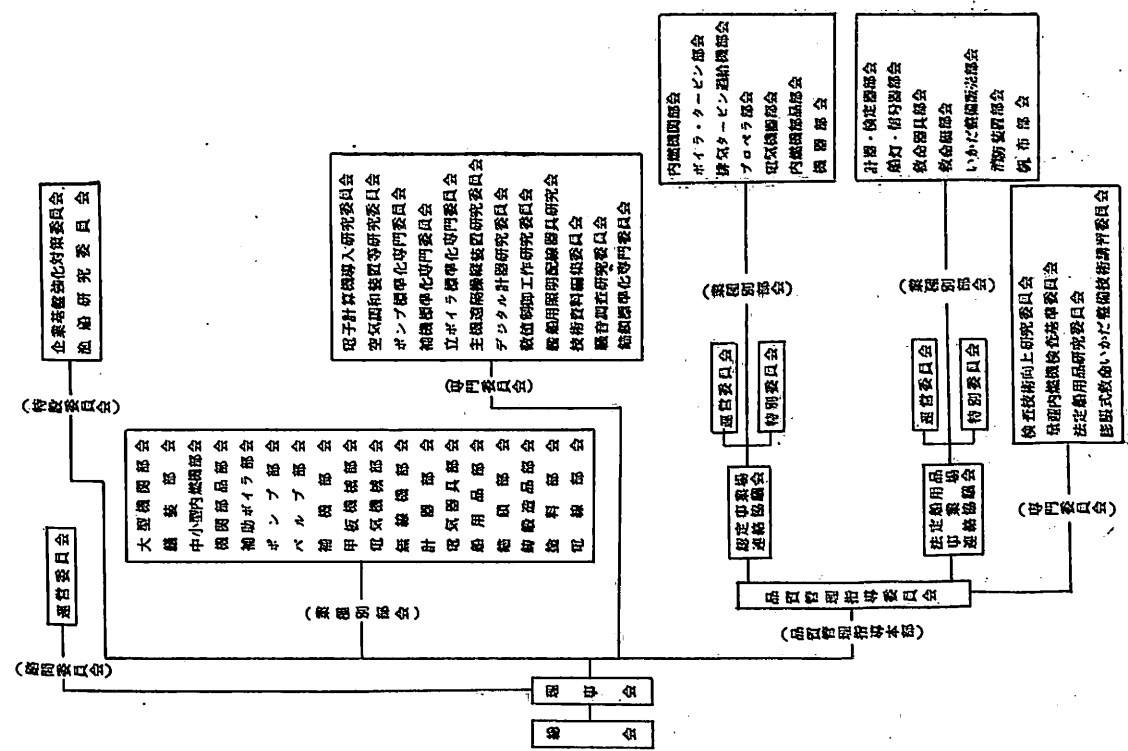 総会
理事会
(諮問委員会)
運営委員会
(特設委員会)
企業基盤強化対策委員会
漁船研究委員会
(業種別部会)
大型機関部会
艤装部会
中小型内燃機部会
機関部品部会
補助ボイラ部会
ポンプ部会
バルブ部会
補機部会
甲板機械部会
電気機械部会
無線機部会
計器部会
電気器具部会
船用品部会
錨鎖部会
鋳鍛造品部会
塗料部会
電線部会
(専門委員会)
電子計算機導入研究委員会
空気調和装置等研究委員会
ポンプ標準化専門委員会
補機標準化専門委員会
立ボイラ標準化専門委員会
主機遠隔操縦装置研究委員会
デジタル計器研究委員会
数値制御工作研究委員会
艦船用照明配線器具研究委員会
技術資料編集委員会
騒音調査研究委員会
錨鎖標準化専門委員会
(品質管理指導本部)
品質管理指導委員会
認定事業場
連絡協議会
運営委員会
特別委員会
(業種別部会)
内燃機関部会
ボイラ・タービン部会
排気タービン過給機部会
プロペラ部会
電気機器部会
内燃機部品部会
機器部会
法定船用品
事業場
連絡協議会
運営委員会
特別委員会
(業種別部会)
計器・検定器部会
船灯・信号器部会
救命器具部会
救命艇部会
いかだ整備販売部会
消防装置部会
帆布部会
(専門委員会)
検査技術向上研究委員会
量産内燃機検査基準委員会
法定船用品研究委員会
膨脹式救命いかだ整備技術講習委員会